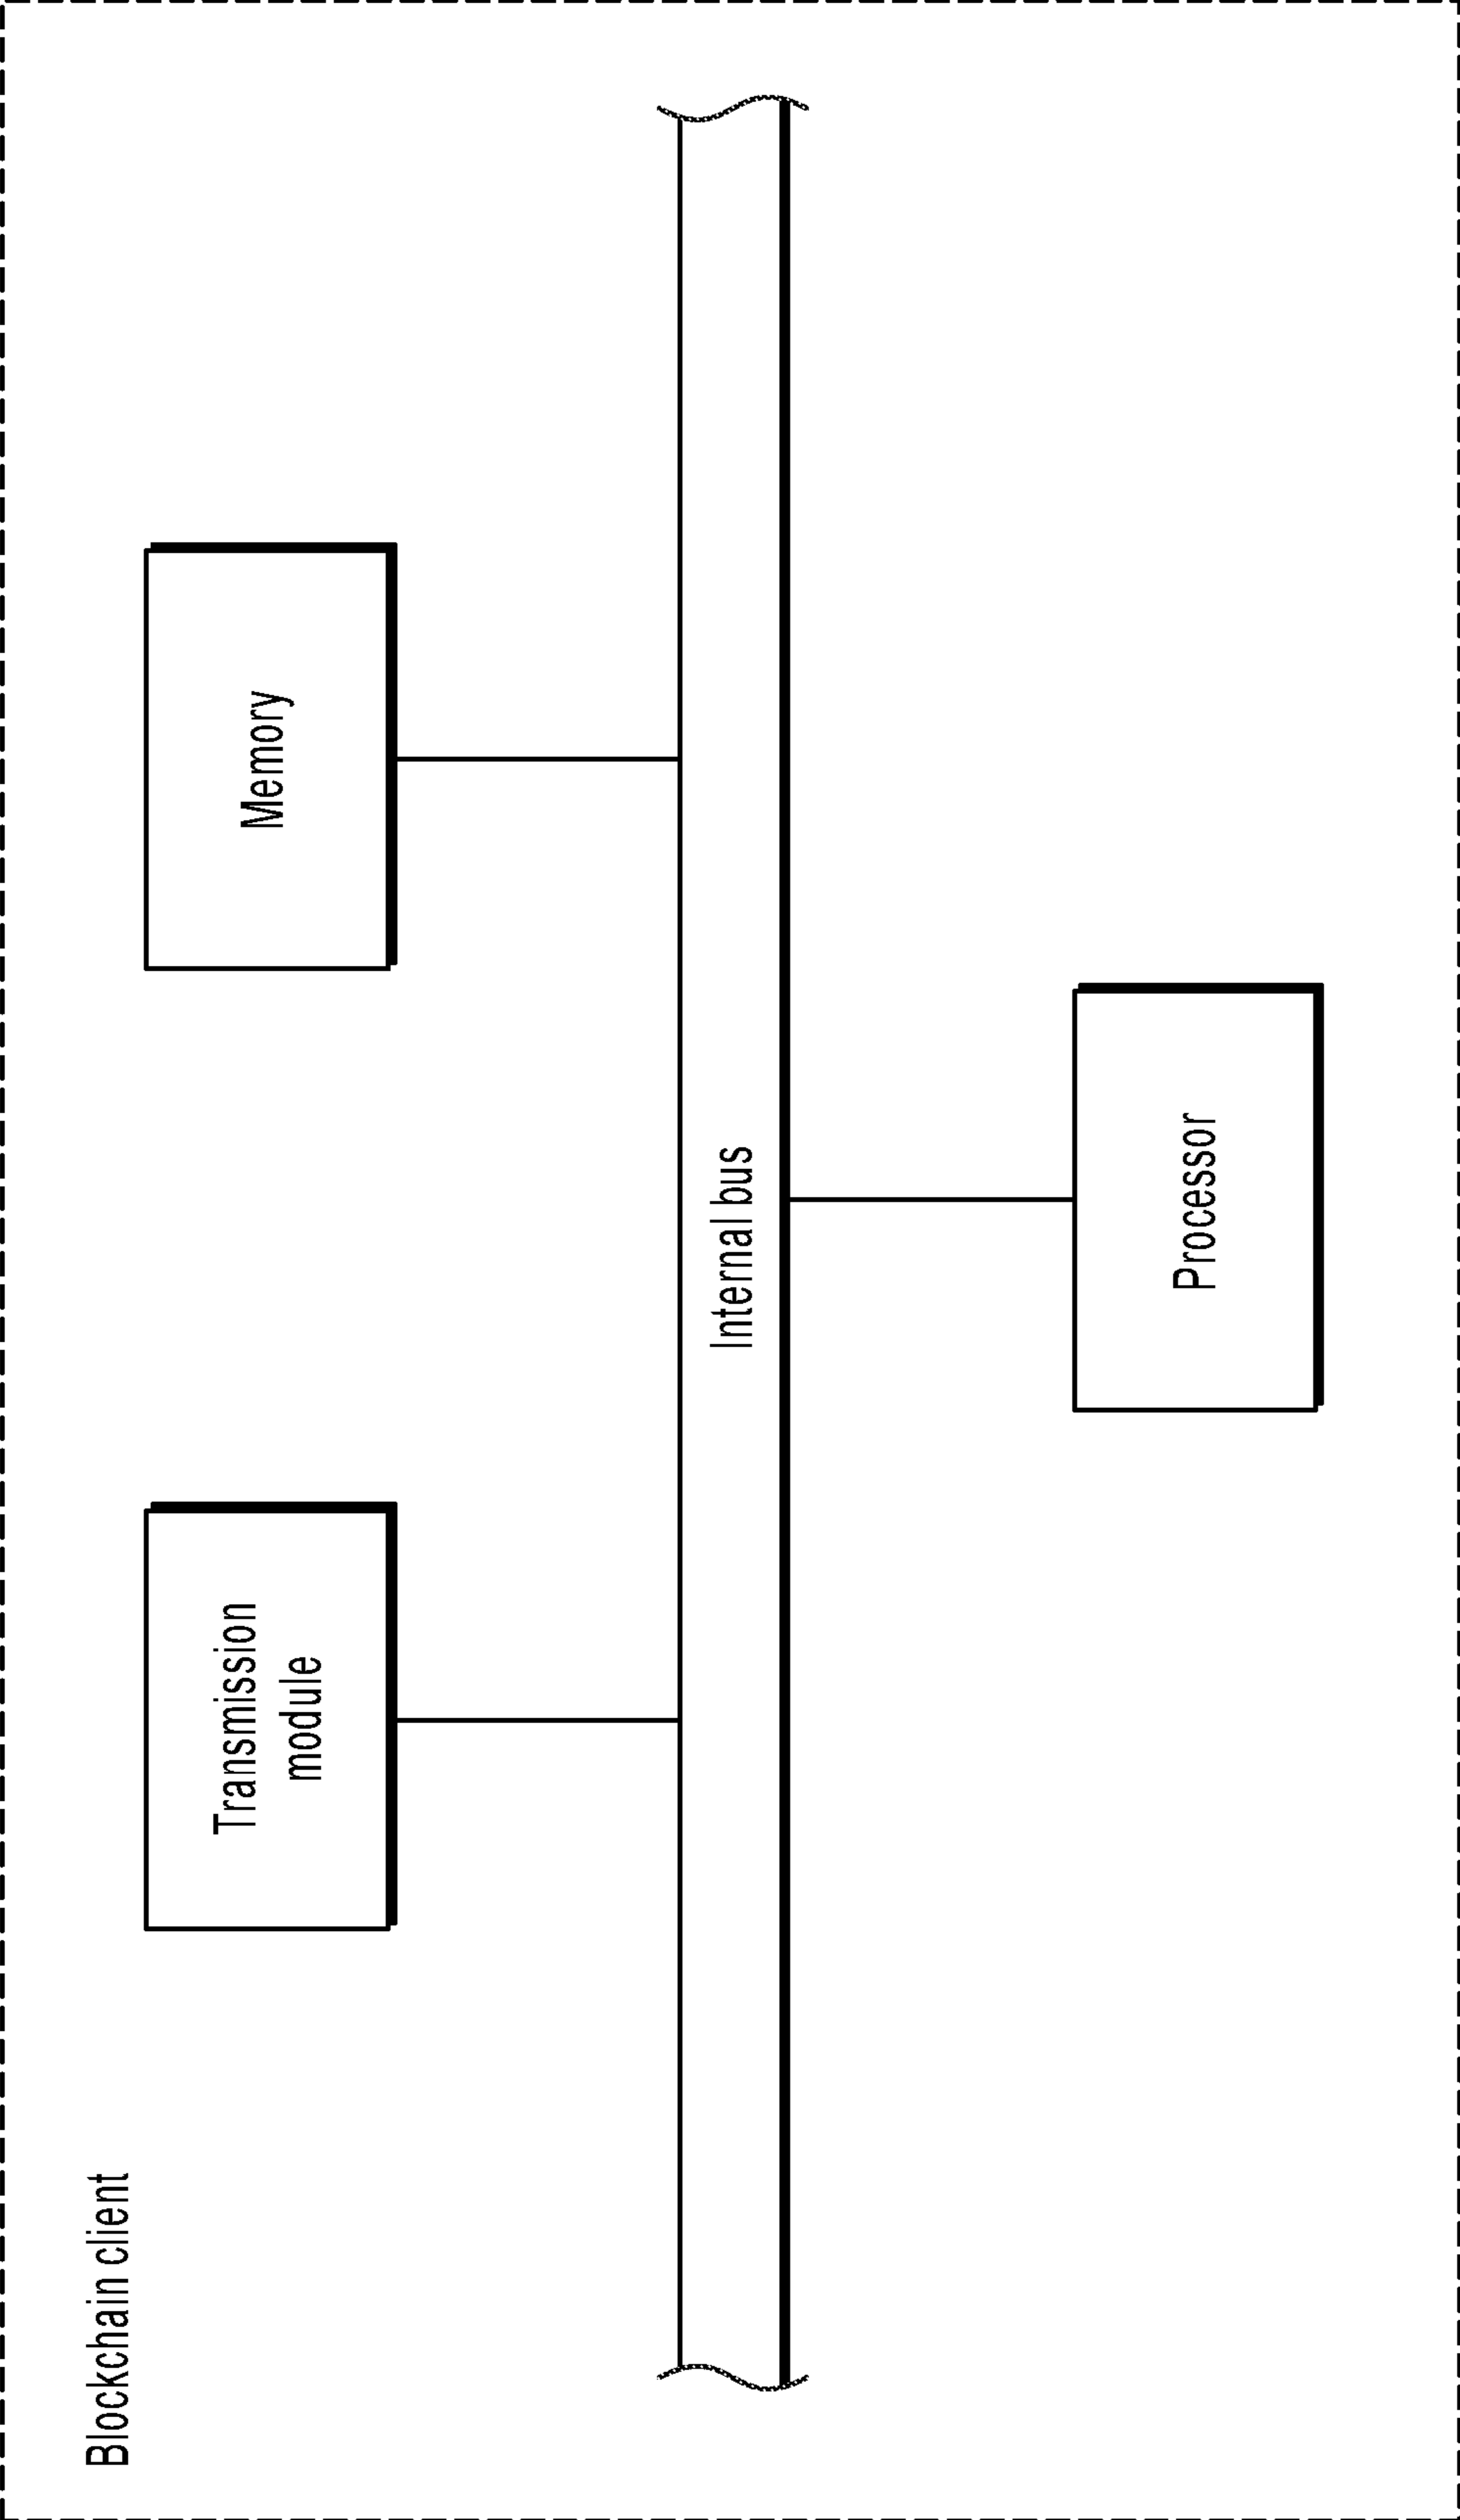 Blockchain client
Transmission
module
Memory
Internal bus
Processor